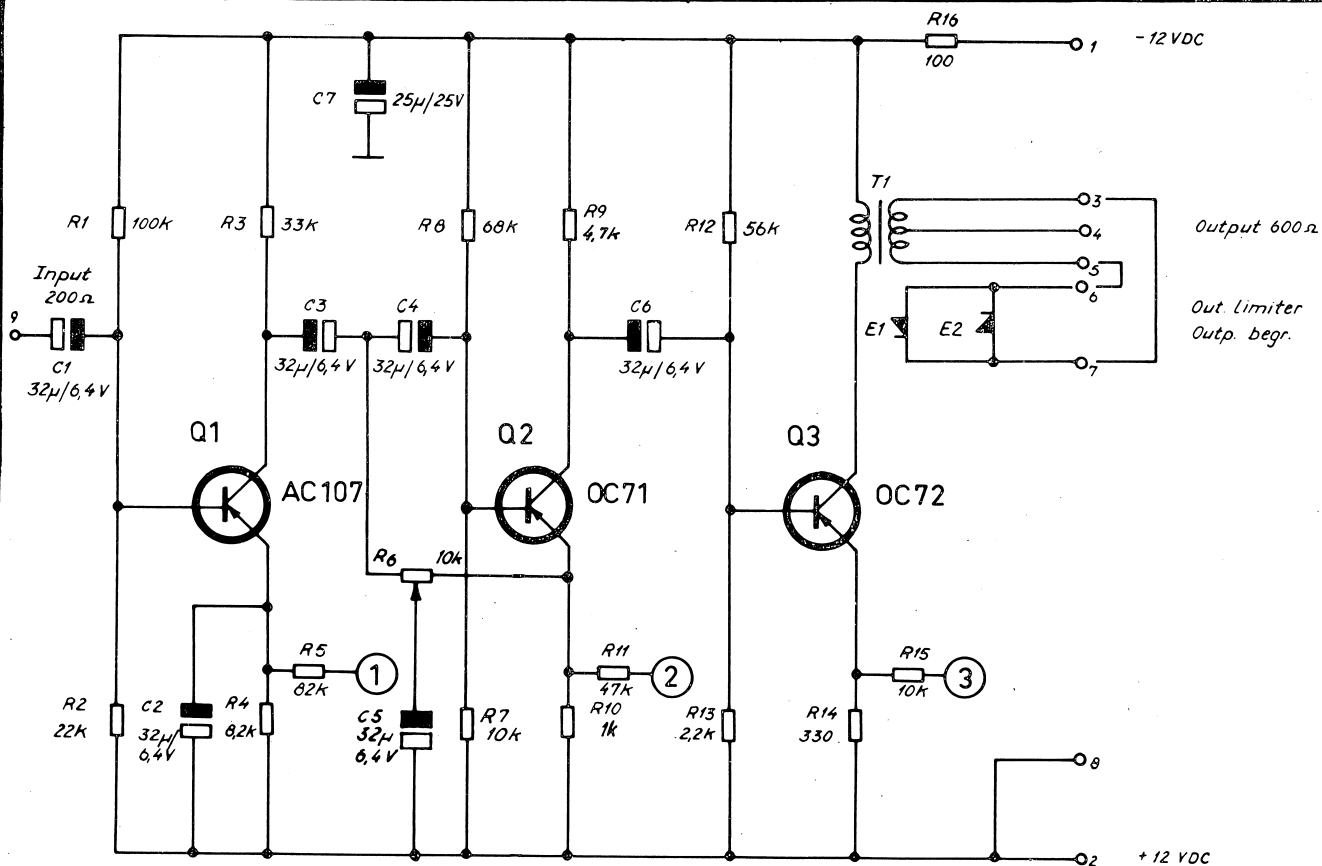 R16
100
1
-12 VDC
C7
25µ/25V
T1
R1
100k
R3
33k
R8
68k
R9
4,7k
R12
56k
3
4
5
6
7
Output 600Ω
Input
200Ω
9
C1
32µ/6,4V
C3
32µ/6,4V
C4
32µ/6,4V
C6
32µ/6,4V
E1
E2
Out. limiter
Outp. begr.
Q1
AC107
Q2
OC71
Q3
OC72
R6
10k
R5
82k
1
R11
47k
2
R15
10k
3
R2
22k
C2
32µ/
6,4V
R4
8,2k
C5
32µ
6,4V
R7
10k
R10
1k
R13
2,2k
R14
330
8
2
+ 12 VDC